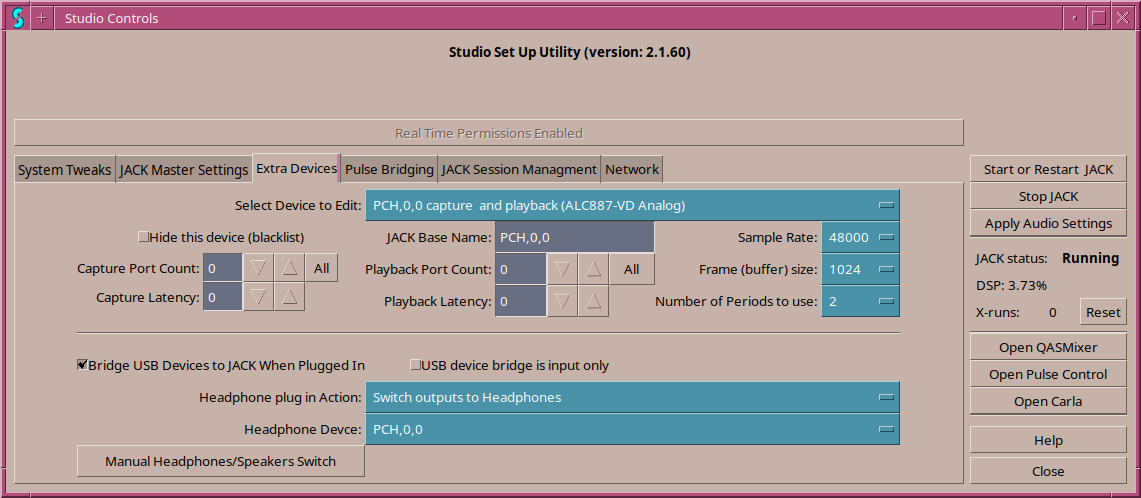 Studio Controls
Studio Set Up Utility (version: 2.1.60)
Real Time Permissions Enabled
System Tweaks JACK Master Settings Extra Devices Pulse Bridging JACK Session Managment Network
Select Device to Edit: PCH,0,0 capture  and playback (ALC887-VD Analog)
Hide this device (blacklist) JACK Base Name: PCH,0,0 Sample Rate: 48000
Capture Port Count: 0 All Playback Port Count: 0 All Frame (buffer) size: 1024
Capture Latency: 0 Playback Latency: 0 Number of Periods to use: 2
Bridge USB Devices to JACK When Plugged In USB device bridge is input only
Headphone plug in Action: Switch outputs to Headphones
Headphone Devce: PCH,0,0
Manual Headphones/Speakers Switch
Start or Restart  JACK
Stop JACK
Apply Audio Settings
JACK status: Running
DSP: 3.73%
X-runs: 0 Reset
Open QASMixer
Open Pulse Control
Open Carla
Help
Close